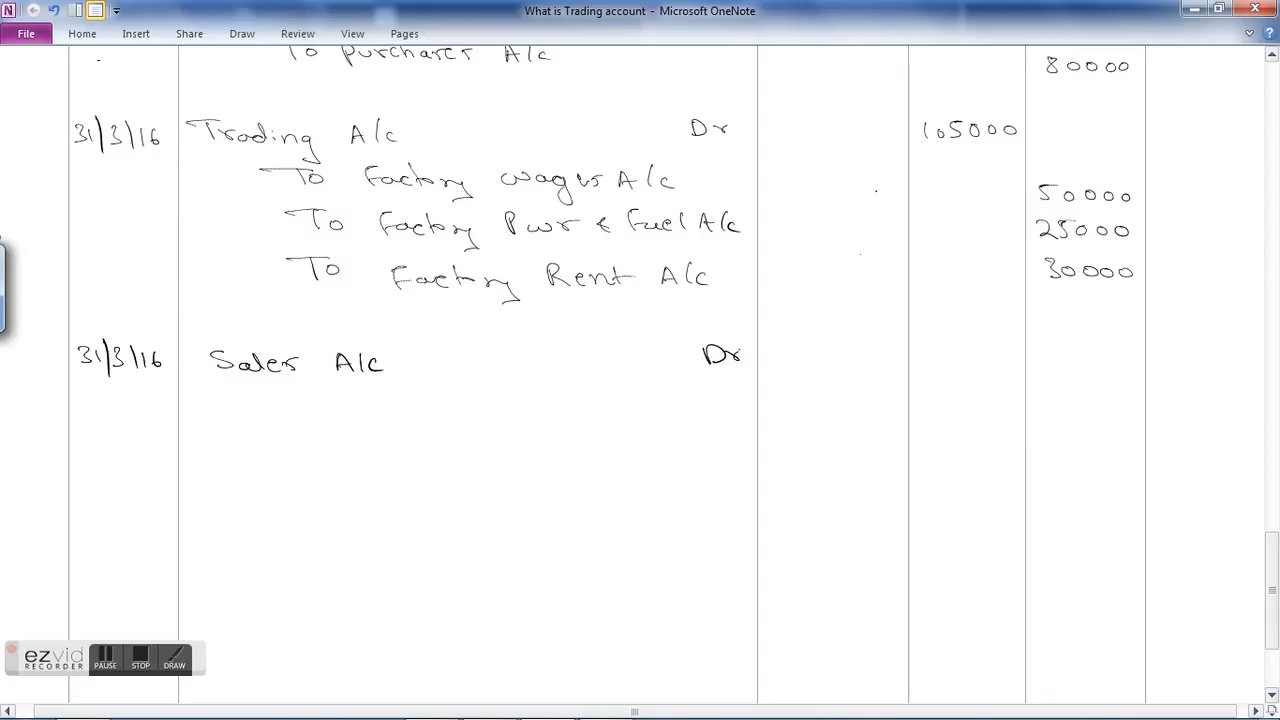 What is Trading account - Microsoft OneNote
File Home Insert Share Draw Review View Pages
To Purchases A/c
80000
31/3/16 Trading A/c Dr 105000
To Factory wages A/c 50000
To Factory Pwr & Fuel A/c 25000
To Factory Rent A/c 30000
31/3/16 Sales A/c Dr
ezvid
RECORDER
PAUSE STOP DRAW